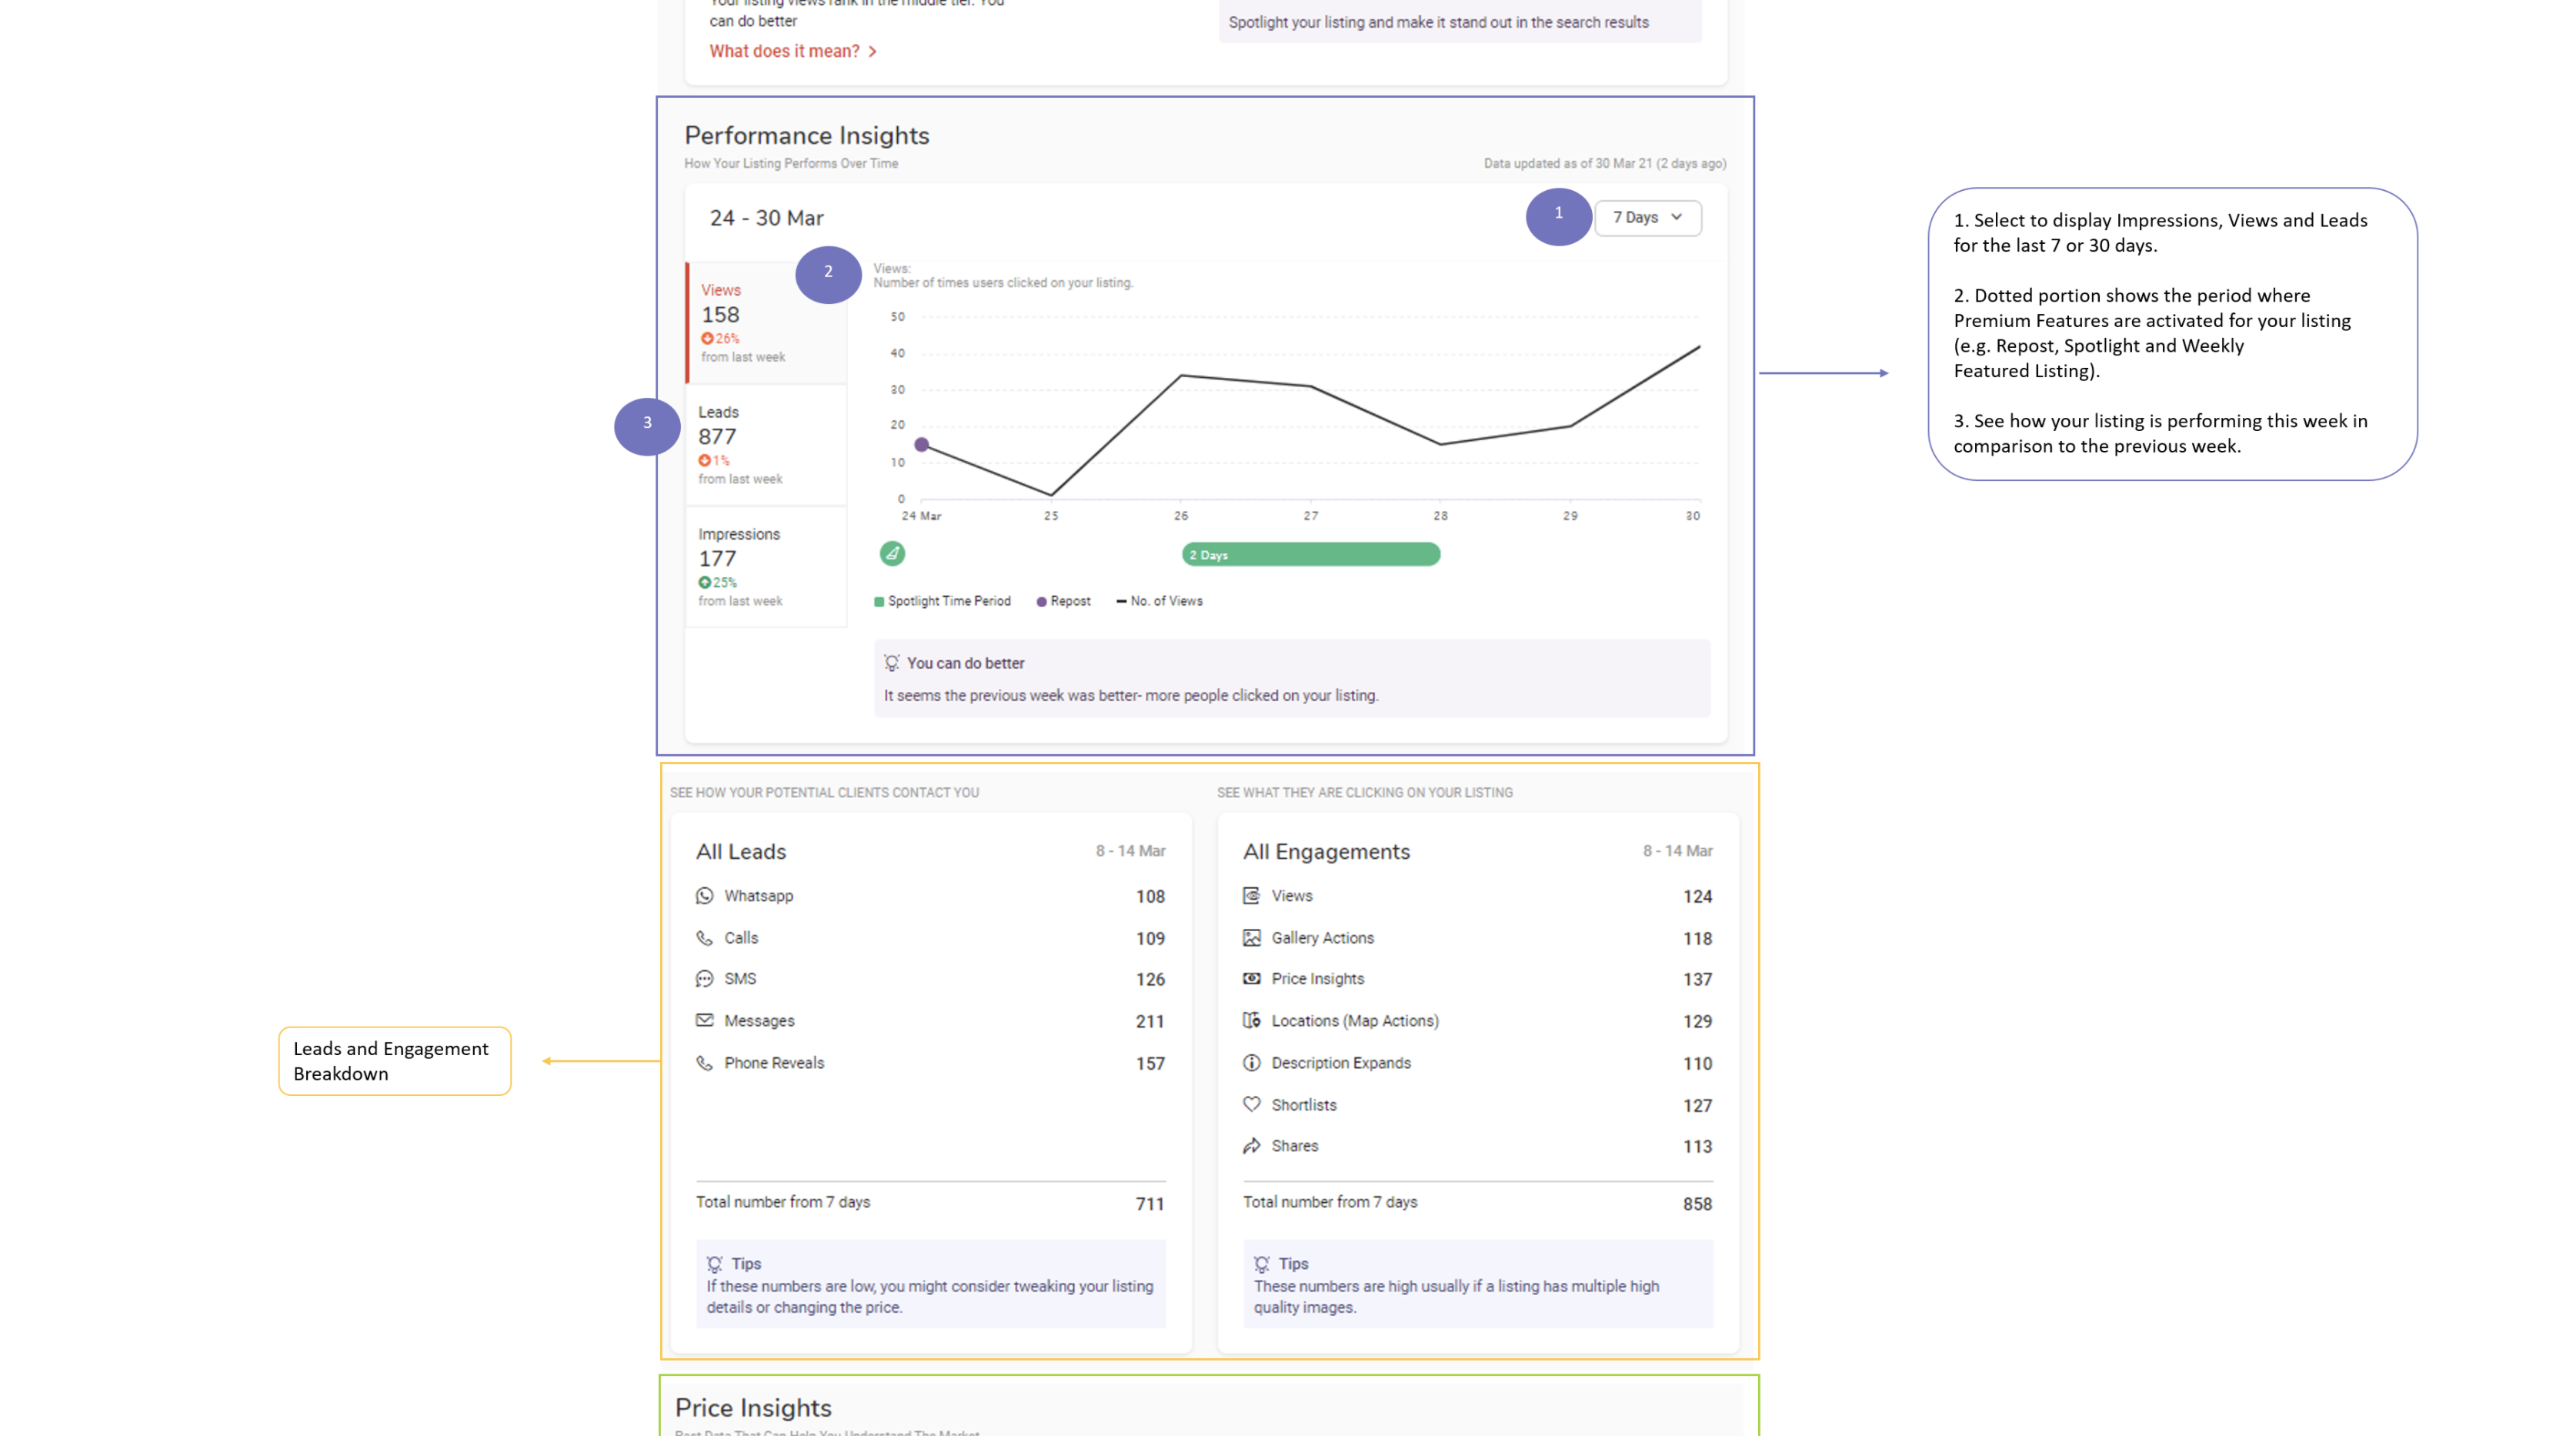 Your listing views rank in the middle tier. You
can do better
What does it mean?
Spotlight your listing and make it stand out in the search results
Performance Insights
How Your Listing Performs Over Time
Data updated as of 30 Mar 21 (2 days ago)
24 - 30 Mar
1
7 Days
Views
158
26%
from last week
2
Views:
Number of times users clicked on your listing.
3
Leads
877
1%
from last week
Impressions
177
25%
from last week
50
40
30
20
10
0
24 Mar
25
26
27
28
29
30
2 Days
Spotlight Time Period
Repost
No. of Views
You can do better
It seems the previous week was better- more people clicked on your listing.
1. Select to display Impressions, Views and Leads
for the last 7 or 30 days.
2. Dotted portion shows the period where
Premium Features are activated for your listing
(e.g. Repost, Spotlight and Weekly
Featured Listing).
3. See how your listing is performing this week in
comparison to the previous week.
SEE HOW YOUR POTENTIAL CLIENTS CONTACT YOU
All Leads
8 - 14 Mar
Whatsapp 108
Calls 109
SMS 126
Messages 211
Phone Reveals 157
Total number from 7 days 711
Tips
If these numbers are low, you might consider tweaking your listing
details or changing the price.
SEE WHAT THEY ARE CLICKING ON YOUR LISTING
All Engagements
8 - 14 Mar
Views 124
Gallery Actions 118
Price Insights 137
Locations (Map Actions) 129
Description Expands 110
Shortlists 127
Shares 113
Total number from 7 days 858
Tips
These numbers are high usually if a listing has multiple high
quality images.
Leads and Engagement
Breakdown
Price Insights
Past Data That Can Help You Understand The Market